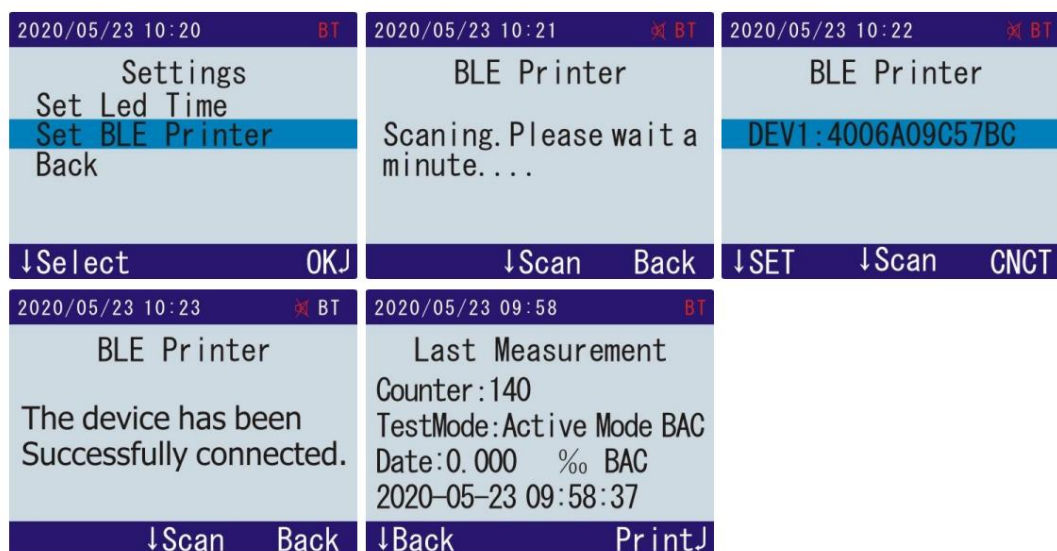 2020/05/23 10:20 BT
Settings
Set Led Time
Set BLE Printer
Back
↓Select OK↲
2020/05/23 10:21 BT
BLE Printer
Scaning.Please wait a
minute....
↓Scan Back
2020/05/23 10:22 BT
BLE Printer
DEV1:4006A09C57BC
↓SET ↓Scan CNCT
2020/05/23 10:23 BT
BLE Printer
The device has been
Successfully connected.
↓Scan Back
2020/05/23 09:58 BT
Last Measurement
Counter:140
TestMode:Active Mode BAC
Date:0.000 ‰ BAC
2020-05-23 09:58:37
↓Back Print↲